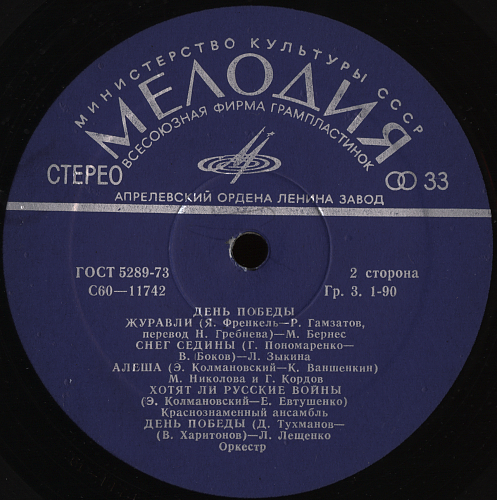 МИНИСТЕРСТВО КУЛЬТУРЫ СССР
МЕЛОДИЯ
ВСЕСОЮЗНАЯ ФИРМА ГРАМПЛАСТИНОК
СТЕРЕО 33
АПРЕЛЕВСКИЙ ОРДЕНА ЛЕНИНА ЗАВОД
ГОСТ 5289-73 2 сторона
С60—11742 Гр. 3. 1-90
ДЕНЬ ПОБЕДЫ
ЖУРАВЛИ (Я. Френкель—Р. Гамзатов,
перевод Н. Гребнева)—М. Бернес
СНЕГ СЕДИНЫ (Г. Пономаренко—
В. Боков)—Л. Зыкина
АЛЕША (Э. Колмановский—К. Ваншенкин)
М. Николова и Г. Кордов
ХОТЯТ ЛИ РУССКИЕ ВОЙНЫ
(Э. Колмановский—Е. Евтушенко)
Краснознаменный ансамбль
ДЕНЬ ПОБЕДЫ (Д. Тухманов—
(В. Харитонов)—Л. Лещенко
Оркестр